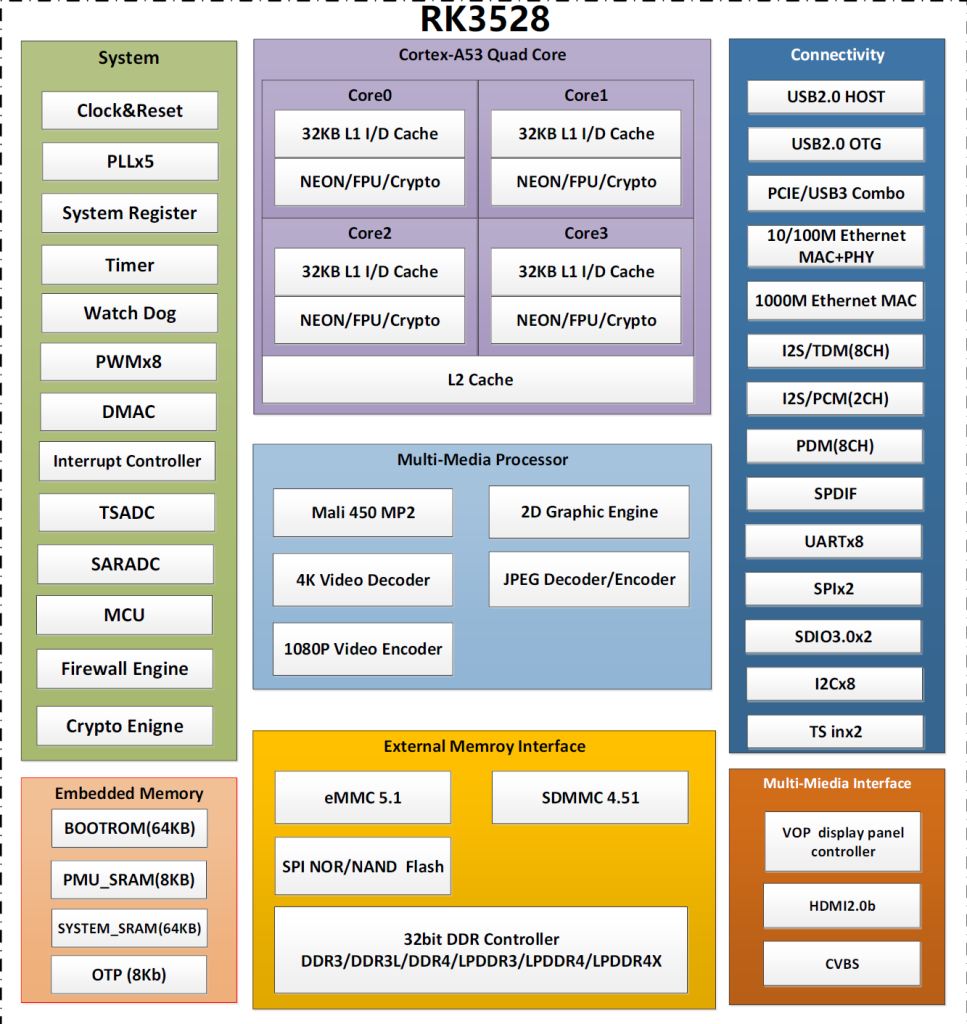 RK3528
System
Clock&Reset
PLLx5
System Register
Timer
Watch Dog
PWMx8
DMAC
Interrupt Controller
TSADC
SARADC
MCU
Firewall Engine
Crypto Enigne
Embedded Memory
BOOTROM(64KB)
PMU_SRAM(8KB)
SYSTEM_SRAM(64KB)
OTP (8Kb)
Cortex-A53 Quad Core
Core0
32KB L1 I/D Cache
NEON/FPU/Crypto
Core1
32KB L1 I/D Cache
NEON/FPU/Crypto
Core2
32KB L1 I/D Cache
NEON/FPU/Crypto
Core3
32KB L1 I/D Cache
NEON/FPU/Crypto
L2 Cache
Multi-Media Processor
Mali 450 MP2
2D Graphic Engine
4K Video Decoder
JPEG Decoder/Encoder
1080P Video Encoder
External Memroy Interface
eMMC 5.1
SDMMC 4.51
SPI NOR/NAND Flash
32bit DDR Controller
DDR3/DDR3L/DDR4/LPDDR3/LPDDR4/LPDDR4X
Connectivity
USB2.0 HOST
USB2.0 OTG
PCIE/USB3 Combo
10/100M Ethernet
MAC+PHY
1000M Ethernet MAC
I2S/TDM(8CH)
I2S/PCM(2CH)
PDM(8CH)
SPDIF
UARTx8
SPIx2
SDIO3.0x2
I2Cx8
TS inx2
Multi-Miedia Interface
VOP display panel
controller
HDMI2.0b
CVBS